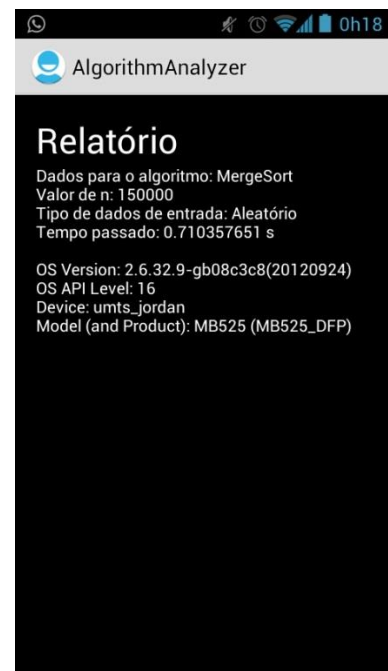 0h18
AlgorithmAnalyzer
Relatório
Dados para o algoritmo: MergeSort
Valor de n: 150000
Tipo de dados de entrada: Aleatório
Tempo passado: 0.710357651 s
OS Version: 2.6.32.9-gb08c3c8(20120924)
OS API Level: 16
Device: umts_jordan
Model (and Product): MB525 (MB525_DFP)